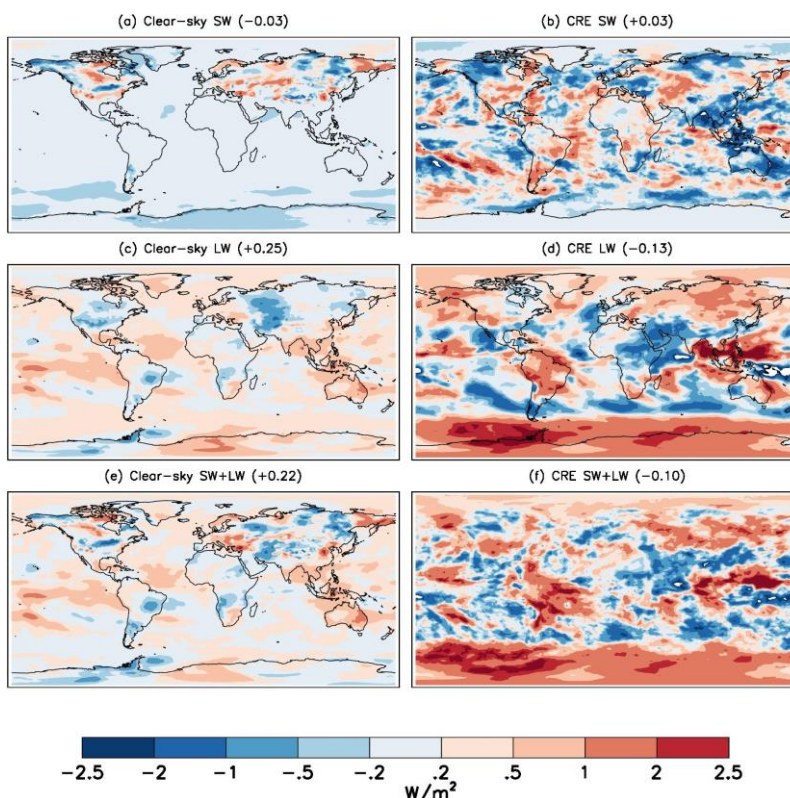 (a) Clear-sky SW (-0.03)
(b) CRE SW (+0.03)
(c) Clear-sky LW (+0.25)
(d) CRE LW (-0.13)
(e) Clear-sky SW+LW (+0.22)
(f) CRE SW+LW (-0.10)
-2.5 -2 -1 -.5 -.2 .2 .5 1 2 2.5
W/m²